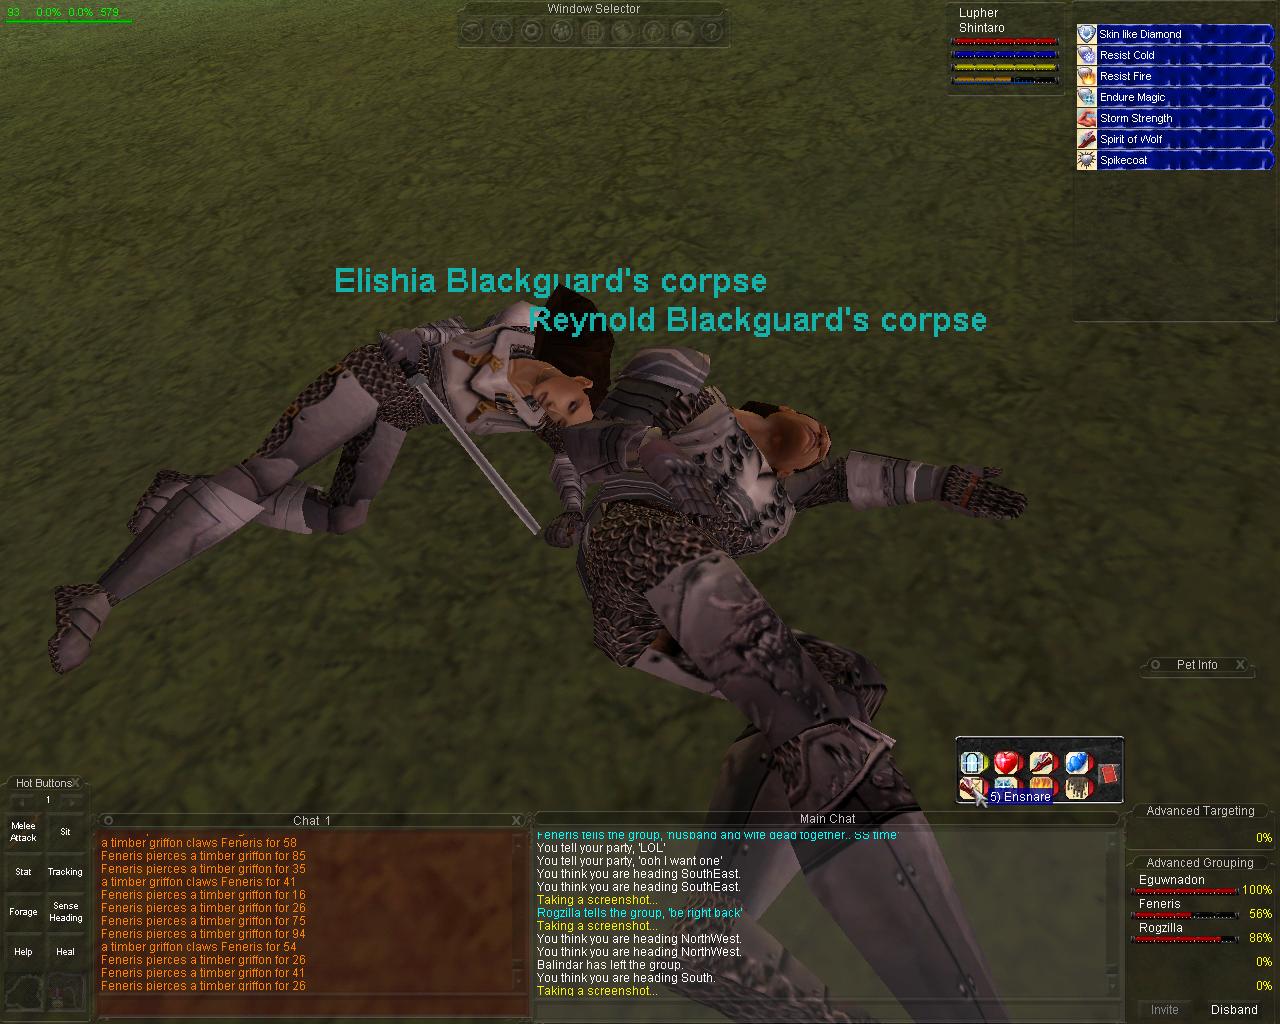 93 0.0% 0.0% 579
Window Selector
?
Lupher
Shintaro
Skin like Diamond
Resist Cold
Resist Fire
Endure Magic
Storm Strength
Spirit of Wolf
Spikecoat
Elishia Blackguard's corpse
Reynold Blackguard's corpse
Pet Info X
5) Ensnare
Hot Buttons X
1
Melee Attack
Sit
Stat
Tracking
Forage
Sense Heading
Help
Heal
Chat 1 X
a timber griffon claws Feneris for 58
Feneris pierces a timber griffon for 85
Feneris pierces a timber griffon for 35
a timber griffon claws Feneris for 41
Feneris pierces a timber griffon for 16
Feneris pierces a timber griffon for 26
Feneris pierces a timber griffon for 75
Feneris pierces a timber griffon for 94
a timber griffon claws Feneris for 54
Feneris pierces a timber griffon for 26
Feneris pierces a timber griffon for 41
Feneris pierces a timber griffon for 26
Main Chat
Feneris tells the group, 'husband and wife dead together.. SS time'
You tell your party, 'LOL'
You tell your party, 'ooh I want one'
You think you are heading SouthEast.
You think you are heading SouthEast.
Taking a screenshot...
Rogzilla tells the group, 'be right back'
Taking a screenshot...
You think you are heading NorthWest.
You think you are heading NorthWest.
Balindar has left the group.
You think you are heading South.
Taking a screenshot...
Advanced Targeting
0%
Advanced Grouping
Eguwnadon
100%
Feneris
56%
Rogzilla
86%
0%
0%
Invite Disband